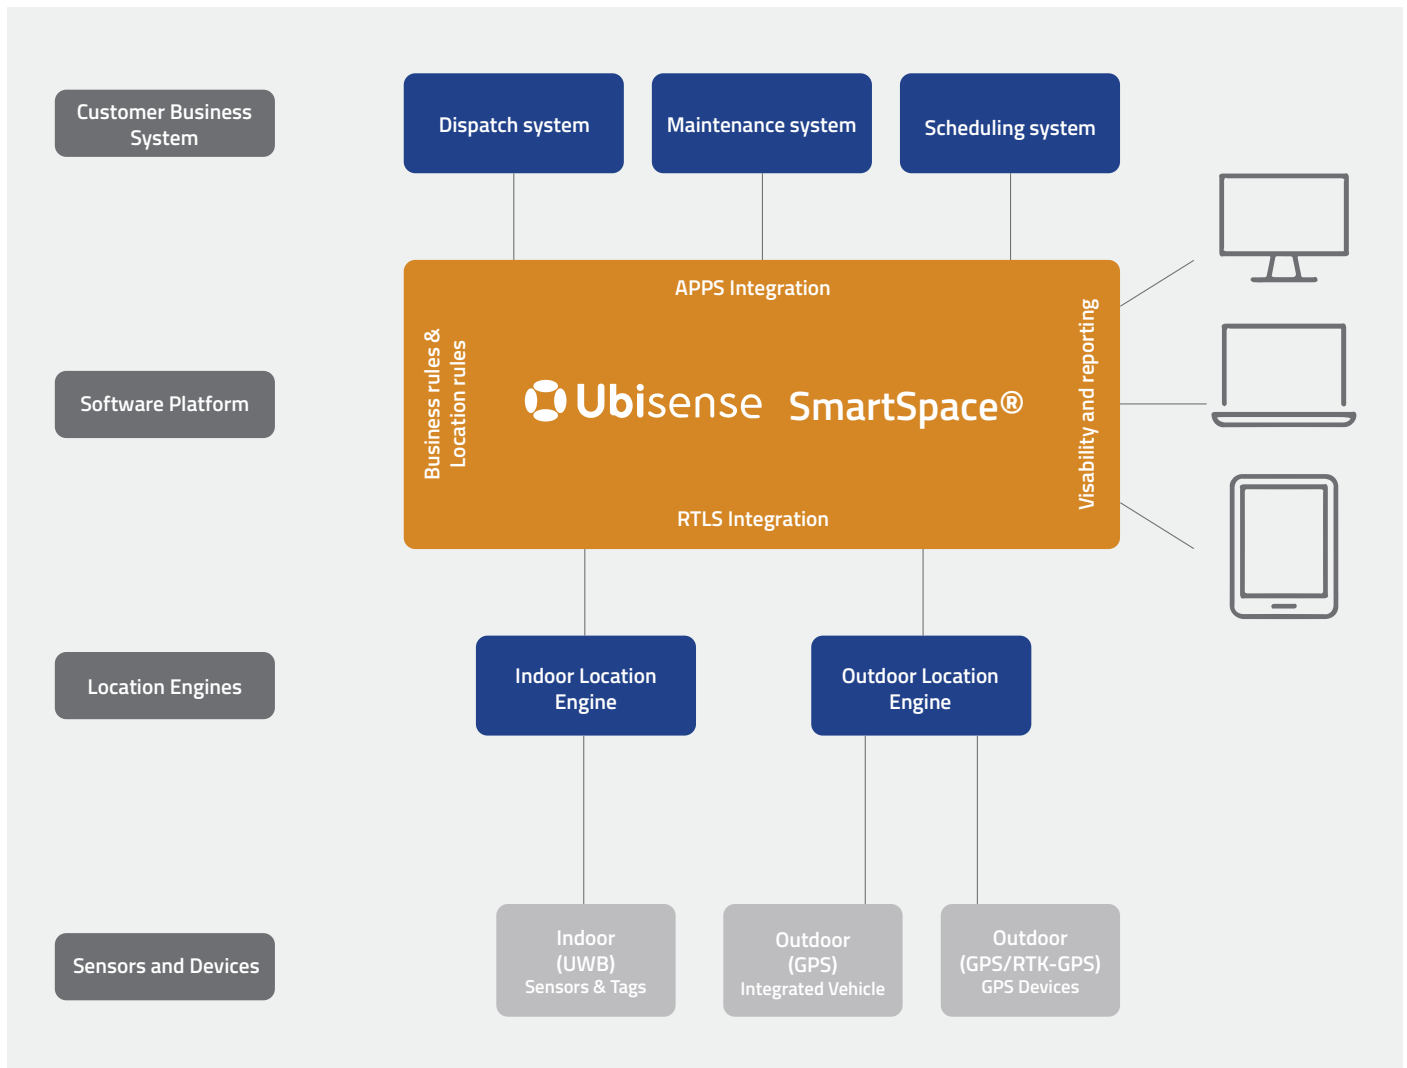 Customer Business
System
Dispatch system
Maintenance system
Scheduling system
Software Platform
APPS Integration
Business rules &
Location rules
Ubisense SmartSpace®
Visability and reporting
RTLS Integration
Location Engines
Indoor Location
Engine
Outdoor Location
Engine
Sensors and Devices
Indoor
(UWB)
Sensors & Tags
Outdoor
(GPS)
Integrated Vehicle
Outdoor
(GPS/RTK-GPS)
GPS Devices